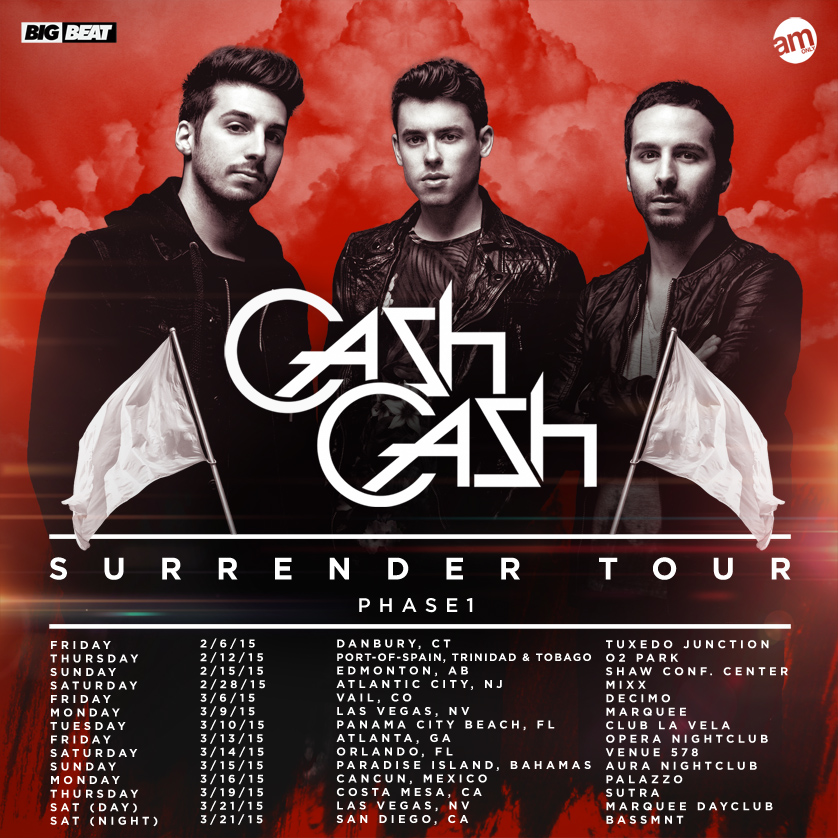 BIG BEAT
am
ONLY
CASH
CASH
SURRENDER TOUR
PHASE1
FRIDAY 2/6/15 DANBURY, CT TUXEDO JUNCTION
THURSDAY 2/12/15 PORT-OF-SPAIN, TRINIDAD & TOBAGO O2 PARK
SUNDAY 2/15/15 EDMONTON, AB SHAW CONF. CENTER
SATURDAY 2/28/15 ATLANTIC CITY, NJ MIXX
FRIDAY 3/6/15 VAIL, CO DECIMO
MONDAY 3/9/15 LAS VEGAS, NV MARQUEE
TUESDAY 3/10/15 PANAMA CITY BEACH, FL CLUB LA VELA
FRIDAY 3/13/15 ATLANTA, GA OPERA NIGHTCLUB
SATURDAY 3/14/15 ORLANDO, FL VENUE 578
SUNDAY 3/15/15 PARADISE ISLAND, BAHAMAS AURA NIGHTCLUB
MONDAY 3/16/15 CANCUN, MEXICO PALAZZO
THURSDAY 3/19/15 COSTA MESA, CA SUTRA
SAT (DAY) 3/21/15 LAS VEGAS, NV MARQUEE DAYCLUB
SAT (NIGHT) 3/21/15 SAN DIEGO, CA BASSMNT